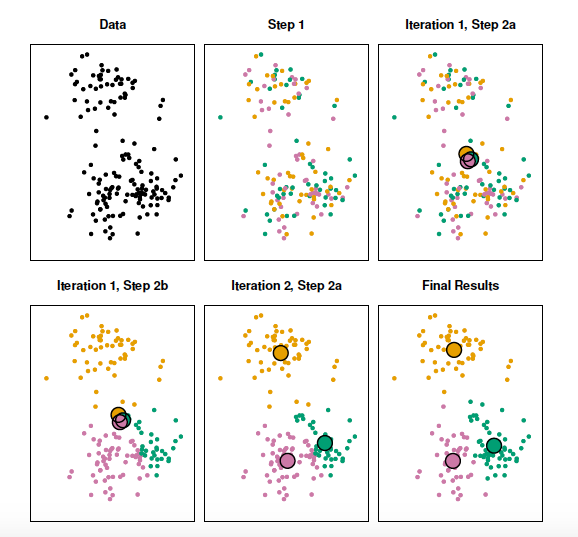 Data
Step 1
Iteration 1, Step 2a
Iteration 1, Step 2b
Iteration 2, Step 2a
Final Results